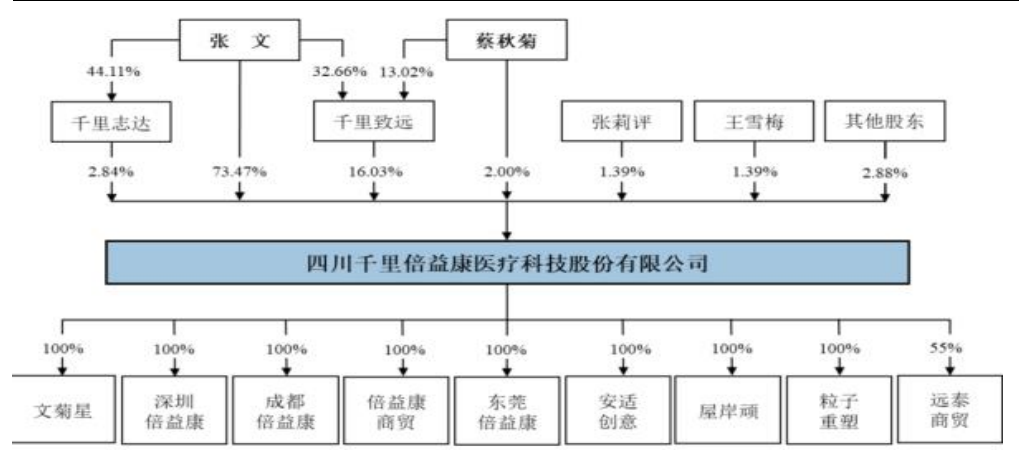 张 文
蔡秋菊
44.11%
32.66%
13.02%
千里志达
千里致远
张莉评
王雪梅
其他股东
2.84%
73.47%
16.03%
2.00%
1.39%
1.39%
2.88%
四川千里倍益康医疗科技股份有限公司
100%
100%
100%
100%
100%
100%
100%
100%
55%
文菊星
深圳
倍益康
成都
倍益康
倍益康
商贸
东莞
倍益康
安适
创意
屋岸顽
粒子
重塑
远泰
商贸